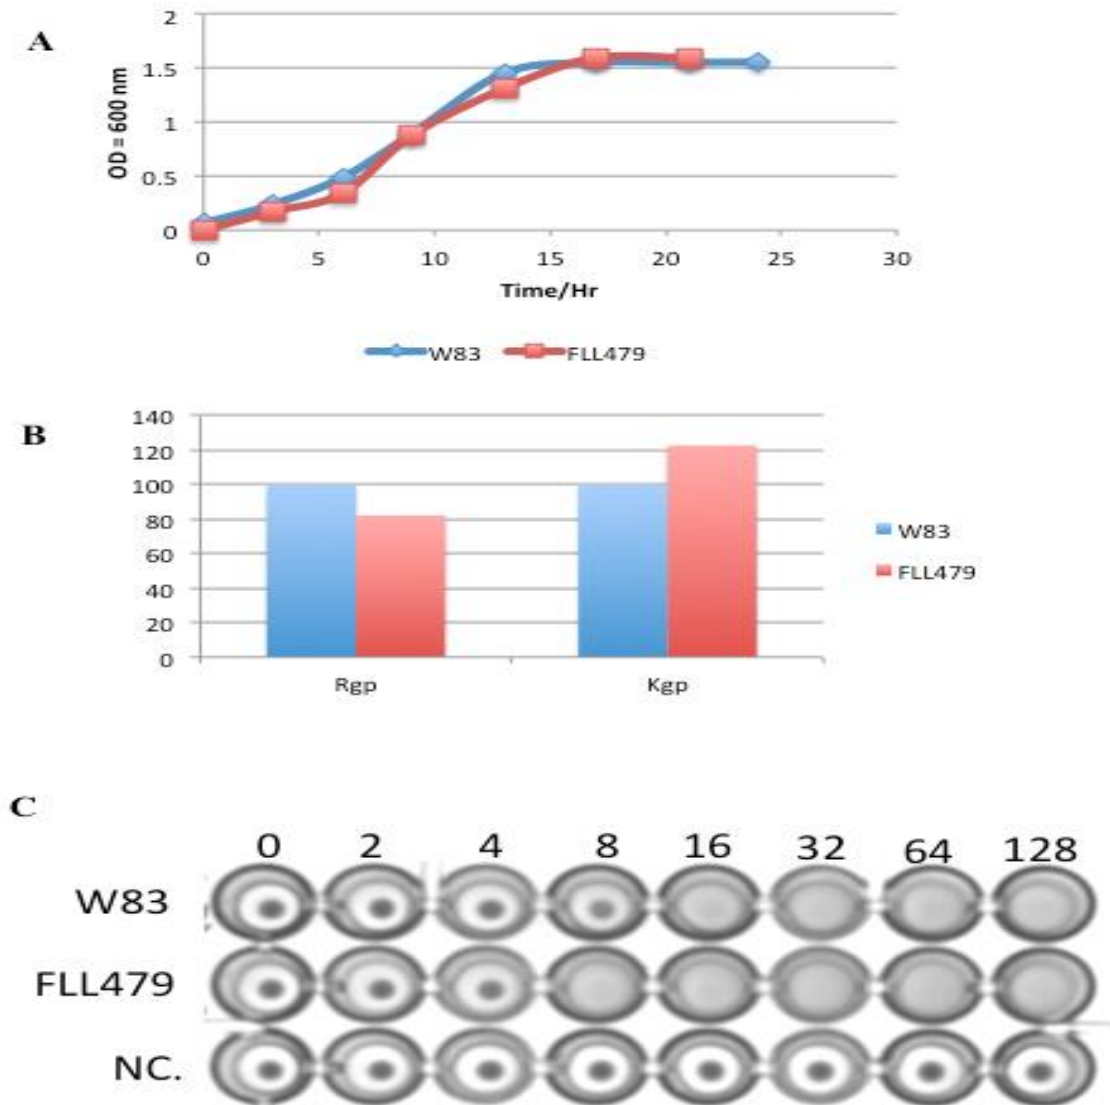 A
2
1.5
1
0.5
0
OD = 600 nm
0 5 10 15 20 25 30
Time/Hr
W83 FLL479
B
140
120
100
80
60
40
20
0
Rgp Kgp
W83
FLL479
C
0 2 4 8 16 32 64 128
W83
FLL479
NC.